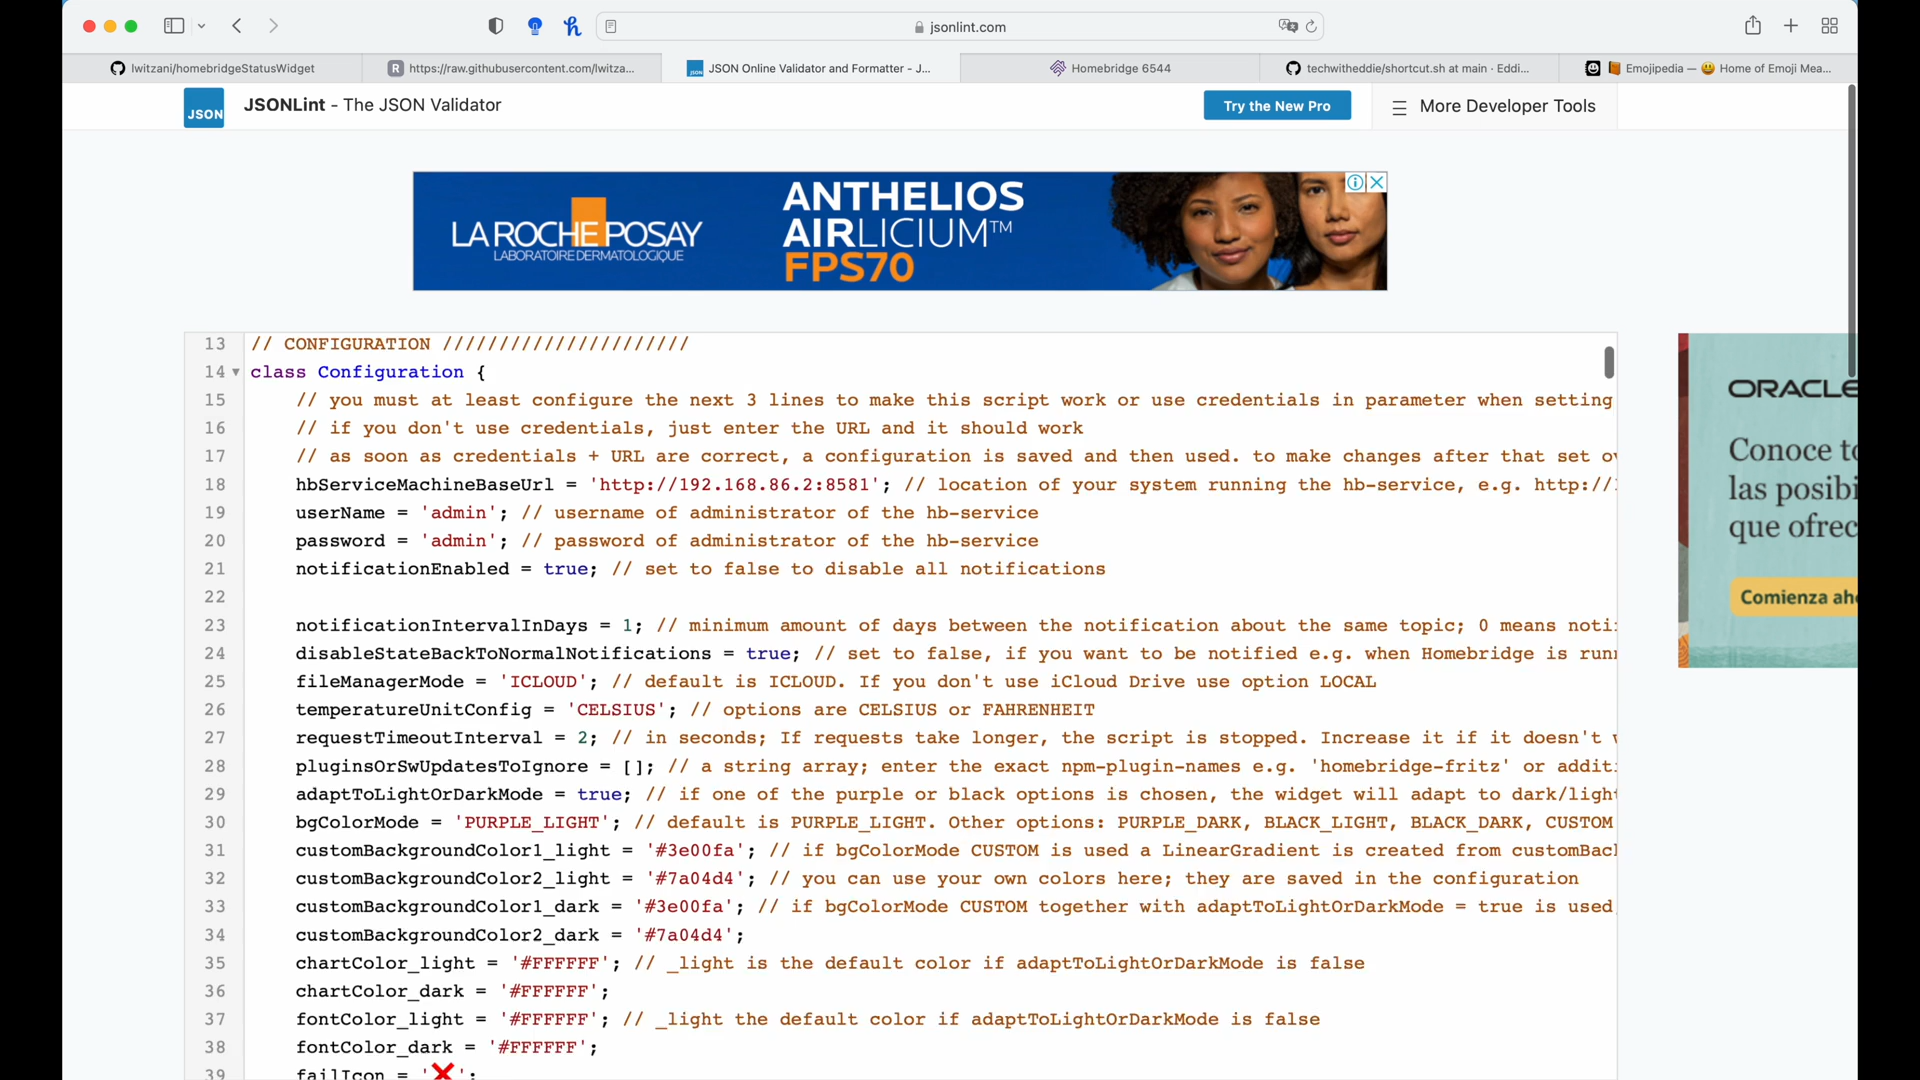 jsonlint.com
lwitzani/homebridgeStatusWidget
https://raw.githubusercontent.com/lwitza...
JSON Online Validator and Formatter - J...
Homebridge 6544
techwitheddie/shortcut.sh at main · Eddi...
Emojipedia — 😃 Home of Emoji Mea...
JSON
JSONLint - The JSON Validator
Try the New Pro
More Developer Tools
LA ROCHE POSAY
LABORATOIRE DERMATOLOGIQUE
ANTHELIOS
AIRLICIUM™
FPS70
13 // CONFIGURATION //////////////////////
14 class Configuration {
15 // you must at least configure the next 3 lines to make this script work or use credentials in parameter when setting
16 // if you don't use credentials, just enter the URL and it should work
17 // as soon as credentials + URL are correct, a configuration is saved and then used. to make changes after that set
18 hbServiceMachineBaseUrl = 'http://192.168.86.2:8581'; // location of your system running the hb-service, e.g. http://
19 userName = 'admin'; // username of administrator of the hb-service
20 password = 'admin'; // password of administrator of the hb-service
21 notificationEnabled = true; // set to false to disable all notifications
22
23 notificationIntervalInDays = 1; // minimum amount of days between the notification about the same topic; 0 means noti
24 disableStateBackToNormalNotifications = true; // set to false, if you want to be notified e.g. when Homebridge is run
25 fileManagerMode = 'ICLOUD'; // default is ICLOUD. If you don't use iCloud Drive use option LOCAL
26 temperatureUnitConfig = 'CELSIUS'; // options are CELSIUS or FAHRENHEIT
27 requestTimeoutInterval = 2; // in seconds; If requests take longer, the script is stopped. Increase it if it doesn't
28 pluginsOrSwUpdatesToIgnore = []; // a string array; enter the exact npm-plugin-names e.g. 'homebridge-fritz' or addit
29 adaptToLightOrDarkMode = true; // if one of the purple or black options is chosen, the widget will adapt to dark/ligh
30 bgColorMode = 'PURPLE_LIGHT'; // default is PURPLE_LIGHT. Other options: PURPLE_DARK, BLACK_LIGHT, BLACK_DARK, CUSTOM
31 customBackgroundColor1_light = '#3e00fa'; // if bgColorMode CUSTOM is used a LinearGradient is created from customBac
32 customBackgroundColor2_light = '#7a04d4'; // you can use your own colors here; they are saved in the configuration
33 customBackgroundColor1_dark = '#3e00fa'; // if bgColorMode CUSTOM together with adaptToLightOrDarkMode = true is used
34 customBackgroundColor2_dark = '#7a04d4';
35 chartColor_light = '#FFFFFF'; // _light is the default color if adaptToLightOrDarkMode is false
36 chartColor_dark = '#FFFFFF';
37 fontColor_light = '#FFFFFF'; // _light the default color if adaptToLightOrDarkMode is false
38 fontColor_dark = '#FFFFFF';
39 failIcon = '❌';
ORACLE
Conoce to
las posibi
que ofrec
Comienza aho